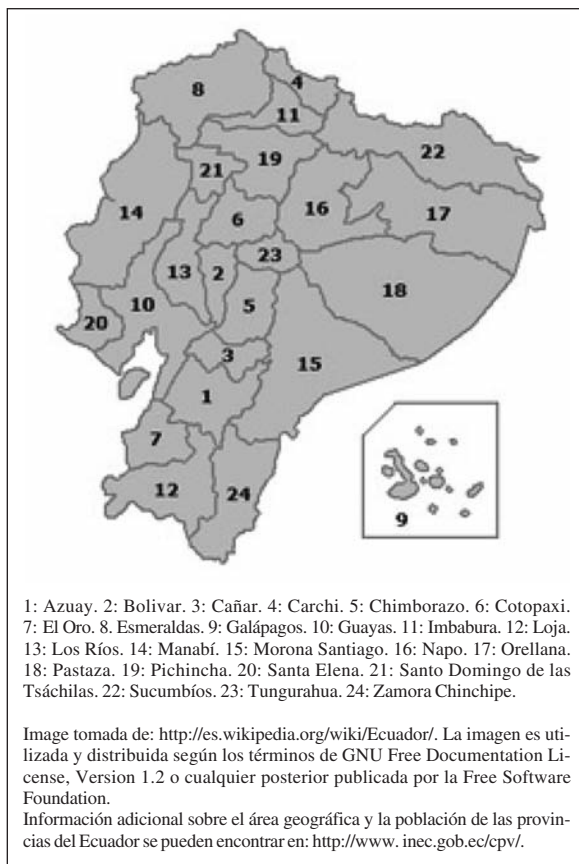 8
4
11
19
22
21
16
17
14
6
23
13
2
18
10
5
20
3
15
1
7
12
24
9
1: Azuay. 2: Bolivar. 3: Cañar. 4: Carchi. 5: Chimborazo. 6: Cotopaxi.
7: El Oro. 8. Esmeraldas. 9: Galápagos. 10: Guayas. 11: Imbabura. 12: Loja.
13: Los Ríos. 14: Manabí. 15: Morona Santiago. 16: Napo. 17: Orellana.
18: Pastaza. 19: Pichincha. 20: Santa Elena. 21: Santo Domingo de las
Tsáchilas. 22: Sucumbíos. 23: Tungurahua. 24: Zamora Chinchipe.
Image tomada de: http://es.wikipedia.org/wiki/Ecuador/. La imagen es uti-
lizada y distribuida según los términos de GNU Free Documentation Li-
cense, Version 1.2 o cualquier posterior publicada por la Free Software
Foundation.
Información adicional sobre el área geográfica y la población de las provin-
cias del Ecuador se pueden encontrar en: http://www. inec.gob.ec/cpv/.